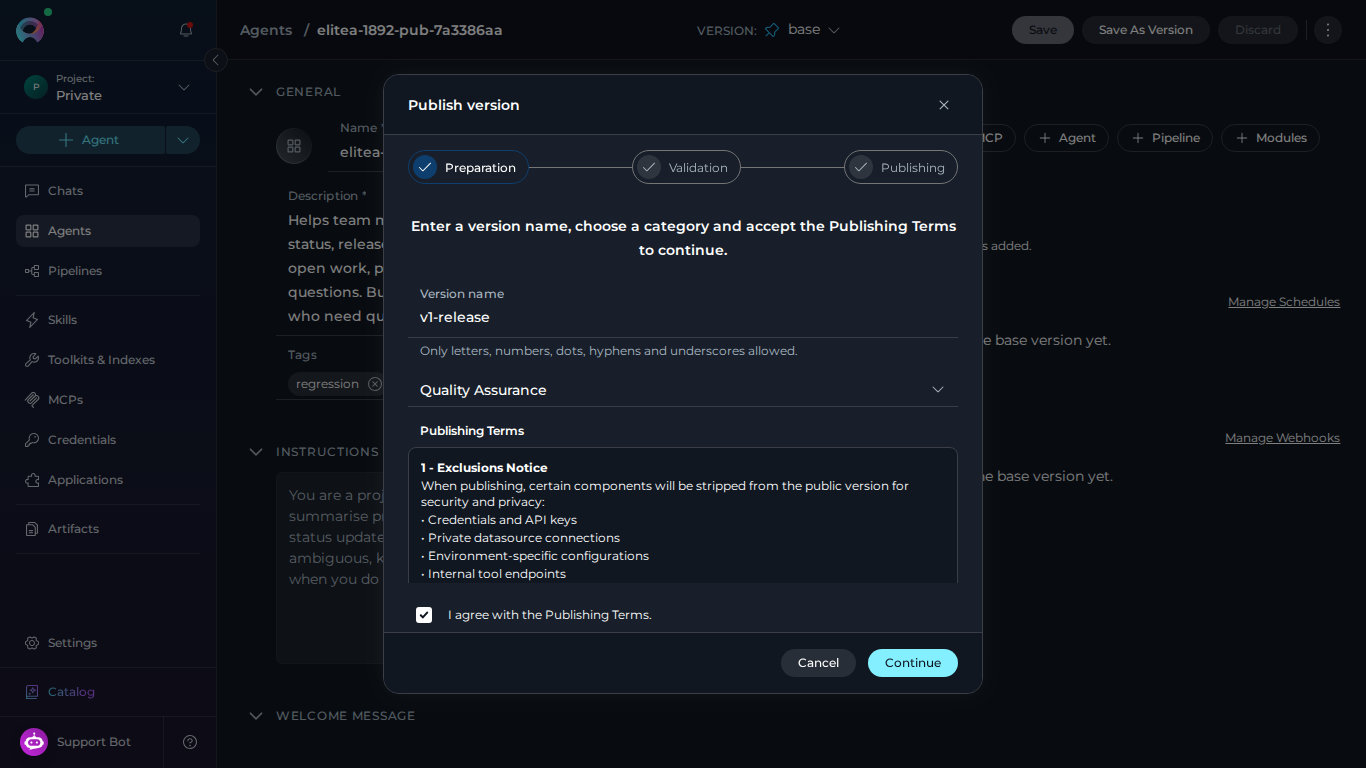 Agents / elitea-1892-pub-7a3386aa
VERSION: base
Save
Save As Version
Discard
Project:
Private
P
Agent
Chats
Agents
Pipelines
Skills
Toolkits & Indexes
MCPs
Credentials
Applications
Artifacts
Settings
Catalog
Support Bot
GENERAL
Name *
elitea-
Description *
Helps team m
status, release
open work, p
questions. Bu
who need qu
Tags
regression
INSTRUCTIONS
You are a proj
summarise p
status update
ambiguous, k
when you do
WELCOME MESSAGE
Publish version
Preparation
Validation
Publishing
Enter a version name, choose a category and accept the Publishing Terms
to continue.
Version name
v1-release
Only letters, numbers, dots, hyphens and underscores allowed.
Quality Assurance
Publishing Terms
1 - Exclusions Notice
When publishing, certain components will be stripped from the public version for
security and privacy:
• Credentials and API keys
• Private datasource connections
• Environment-specific configurations
• Internal tool endpoints
I agree with the Publishing Terms.
Cancel
Continue
CP
Agent
Pipeline
Modules
s added.
Manage Schedules
e base version yet.
Manage Webhooks
e base version yet.